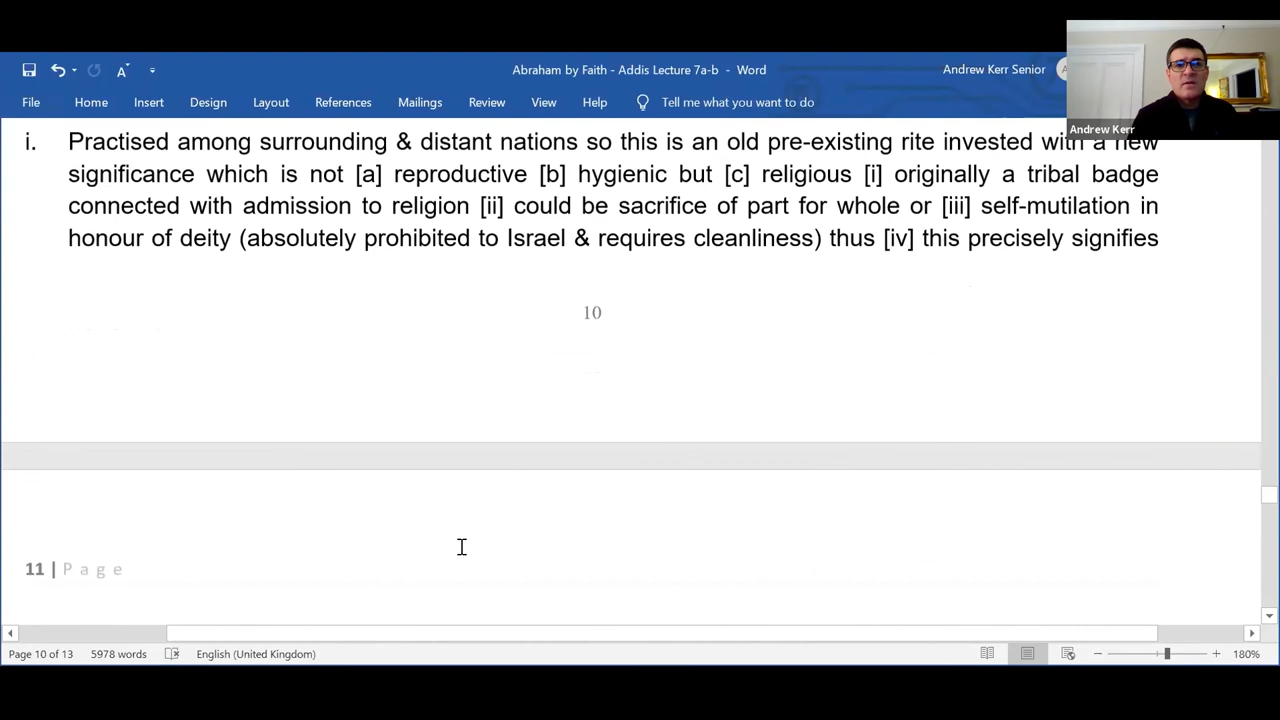 Abraham by Faith - Addis Lecture 7a-b - Word
Andrew Kerr Senior
File Home Insert Design Layout References Mailings Review View Help Tell me what you want to do
Andrew Kerr
i. Practised among surrounding & distant nations so this is an old pre-existing rite invested with a new
significance which is not [a] reproductive [b] hygienic but [c] religious [i] originally a tribal badge
connected with admission to religion [ii] could be sacrifice of part for whole or [iii] self-mutilation in
honour of deity (absolutely prohibited to Israel & requires cleanliness) thus [iv] this precisely signifies
10
11 | P a g e
Page 10 of 13 5978 words English (United Kingdom) 180%